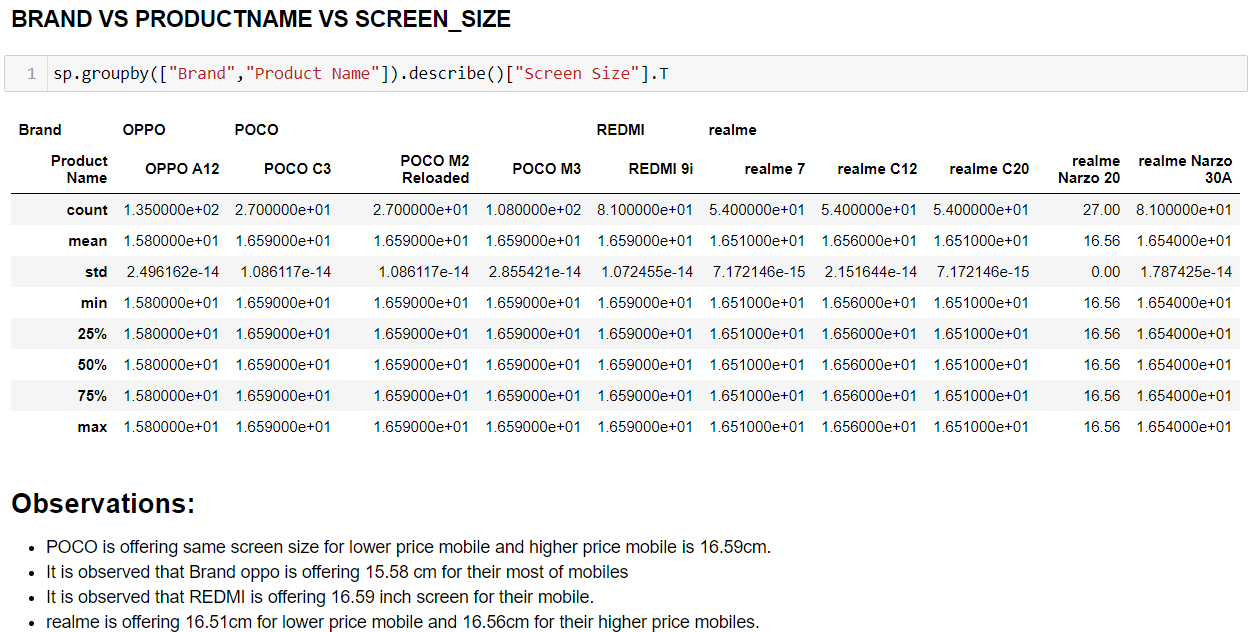 BRAND VS PRODUCTNAME VS SCREEN_SIZE
1 sp.groupby(["Brand","Product Name"]).describe()["Screen Size"].T
Brand OPPO POCO REDMI realme
Product Name OPPO A12 POCO C3 POCO M2 Reloaded POCO M3 REDMI 9i realme 7 realme C12 realme C20 realme Narzo 20 realme Narzo 30A
count 1.350000e+02 2.700000e+01 2.700000e+01 1.080000e+02 8.100000e+01 5.400000e+01 5.400000e+01 5.400000e+01 27.00 8.100000e+01
mean 1.580000e+01 1.659000e+01 1.659000e+01 1.659000e+01 1.659000e+01 1.651000e+01 1.656000e+01 1.651000e+01 16.56 1.654000e+01
std 2.496162e-14 1.086117e-14 1.086117e-14 2.855421e-14 1.072455e-14 7.172146e-15 2.151644e-14 7.172146e-15 0.00 1.787425e-14
min 1.580000e+01 1.659000e+01 1.659000e+01 1.659000e+01 1.659000e+01 1.651000e+01 1.656000e+01 1.651000e+01 16.56 1.654000e+01
25% 1.580000e+01 1.659000e+01 1.659000e+01 1.659000e+01 1.659000e+01 1.651000e+01 1.656000e+01 1.651000e+01 16.56 1.654000e+01
50% 1.580000e+01 1.659000e+01 1.659000e+01 1.659000e+01 1.659000e+01 1.651000e+01 1.656000e+01 1.651000e+01 16.56 1.654000e+01
75% 1.580000e+01 1.659000e+01 1.659000e+01 1.659000e+01 1.659000e+01 1.651000e+01 1.656000e+01 1.651000e+01 16.56 1.654000e+01
max 1.580000e+01 1.659000e+01 1.659000e+01 1.659000e+01 1.659000e+01 1.651000e+01 1.656000e+01 1.651000e+01 16.56 1.654000e+01
Observations:
• POCO is offering same screen size for lower price mobile and higher price mobile is 16.59cm.
• It is observed that Brand oppo is offering 15.58 cm for their most of mobiles
• It is observed that REDMI is offering 16.59 inch screen for their mobile.
• realme is offering 16.51cm for lower price mobile and 16.56cm for their higher price mobiles.